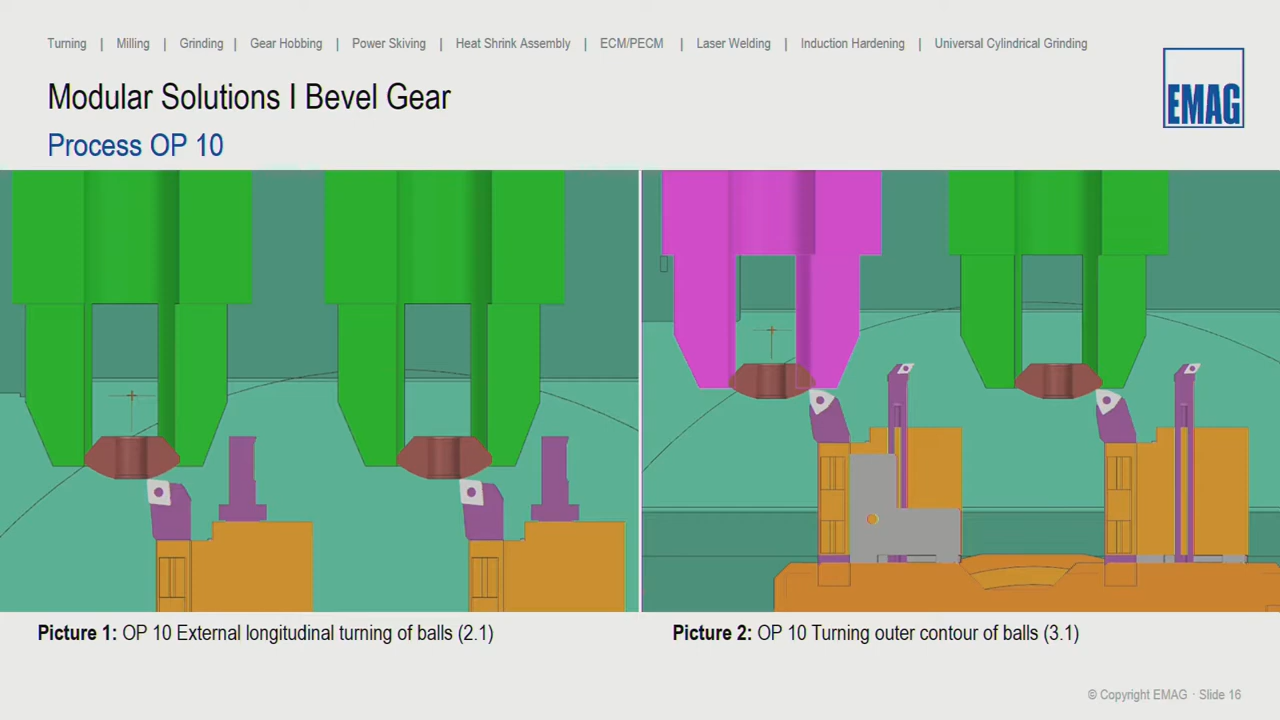 Turning | Milling | Grinding | Gear Hobbing | Power Skiving | Heat Shrink Assembly | ECM/PECM | Laser Welding | Induction Hardening | Universal Cylindrical Grinding
Modular Solutions I Bevel Gear
EMAG
Process OP 10
Picture 1: OP 10 External longitudinal turning of balls (2.1)
Picture 2: OP 10 Turning outer contour of balls (3.1)
© Copyright EMAG · Slide 16